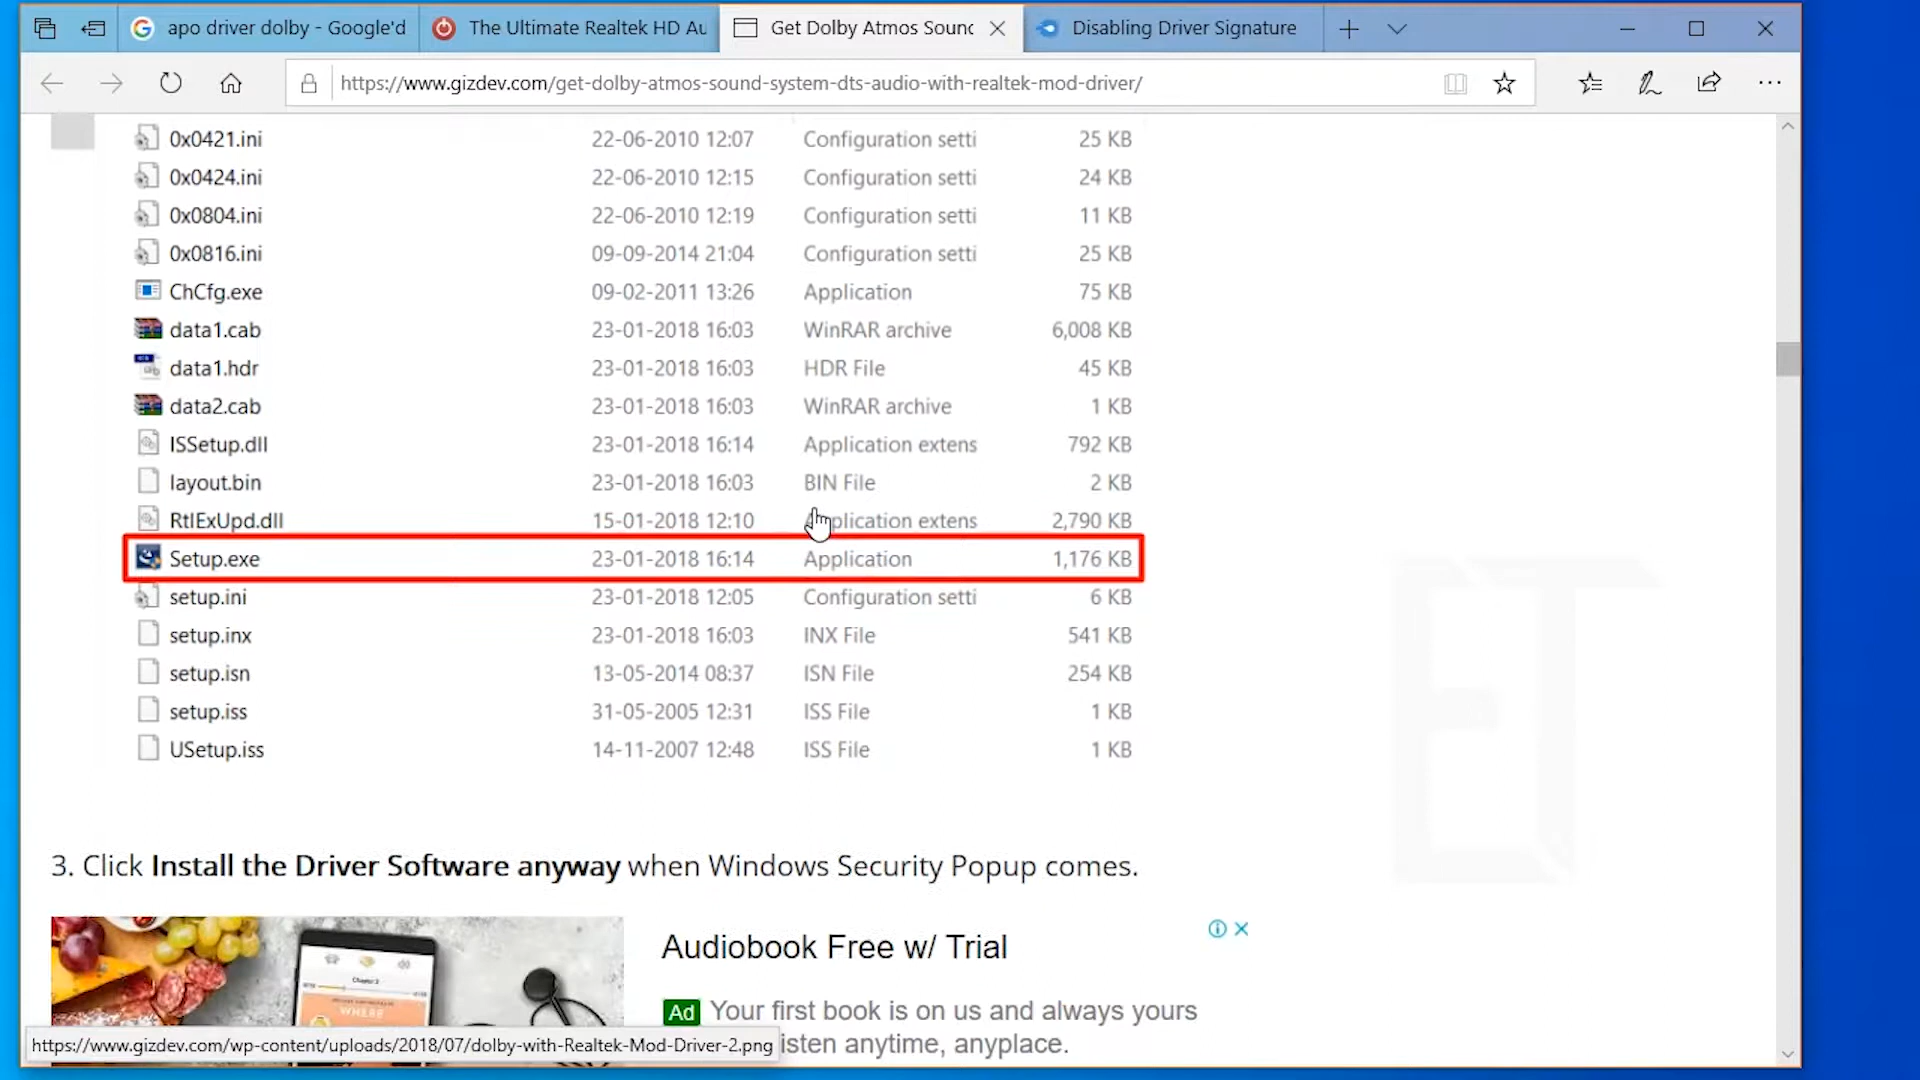 apo driver dolby - Google'd
The Ultimate Realtek HD Au
Get Dolby Atmos Sound
Disabling Driver Signature
https://www.gizdev.com/get-dolby-atmos-sound-system-dts-audio-with-realtek-mod-driver/
0x0421.ini 22-06-2010 12:07 Configuration setti 25 KB
0x0424.ini 22-06-2010 12:15 Configuration setti 24 KB
0x0804.ini 22-06-2010 12:19 Configuration setti 11 KB
0x0816.ini 09-09-2014 21:04 Configuration setti 25 KB
ChCfg.exe 09-02-2011 13:26 Application 75 KB
data1.cab 23-01-2018 16:03 WinRAR archive 6,008 KB
data1.hdr 23-01-2018 16:03 HDR File 45 KB
data2.cab 23-01-2018 16:03 WinRAR archive 1 KB
ISSetup.dll 23-01-2018 16:14 Application extens 792 KB
layout.bin 23-01-2018 16:03 BIN File 2 KB
RtlExUpd.dll 15-01-2018 12:10 Application extens 2,790 KB
Setup.exe 23-01-2018 16:14 Application 1,176 KB
setup.ini 23-01-2018 12:05 Configuration setti 6 KB
setup.inx 23-01-2018 16:03 INX File 541 KB
setup.isn 13-05-2014 08:37 ISN File 254 KB
setup.iss 31-05-2005 12:31 ISS File 1 KB
USetup.iss 14-11-2007 12:48 ISS File 1 KB
ET
3. Click Install the Driver Software anyway when Windows Security Popup comes.
Audiobook Free w/ Trial
Ad Your first book is on us and always yours
isten anytime, anyplace.
Chapter 2
WHERE
https://www.gizdev.com/wp-content/uploads/2018/07/dolby-with-Realtek-Mod-Driver-2.png